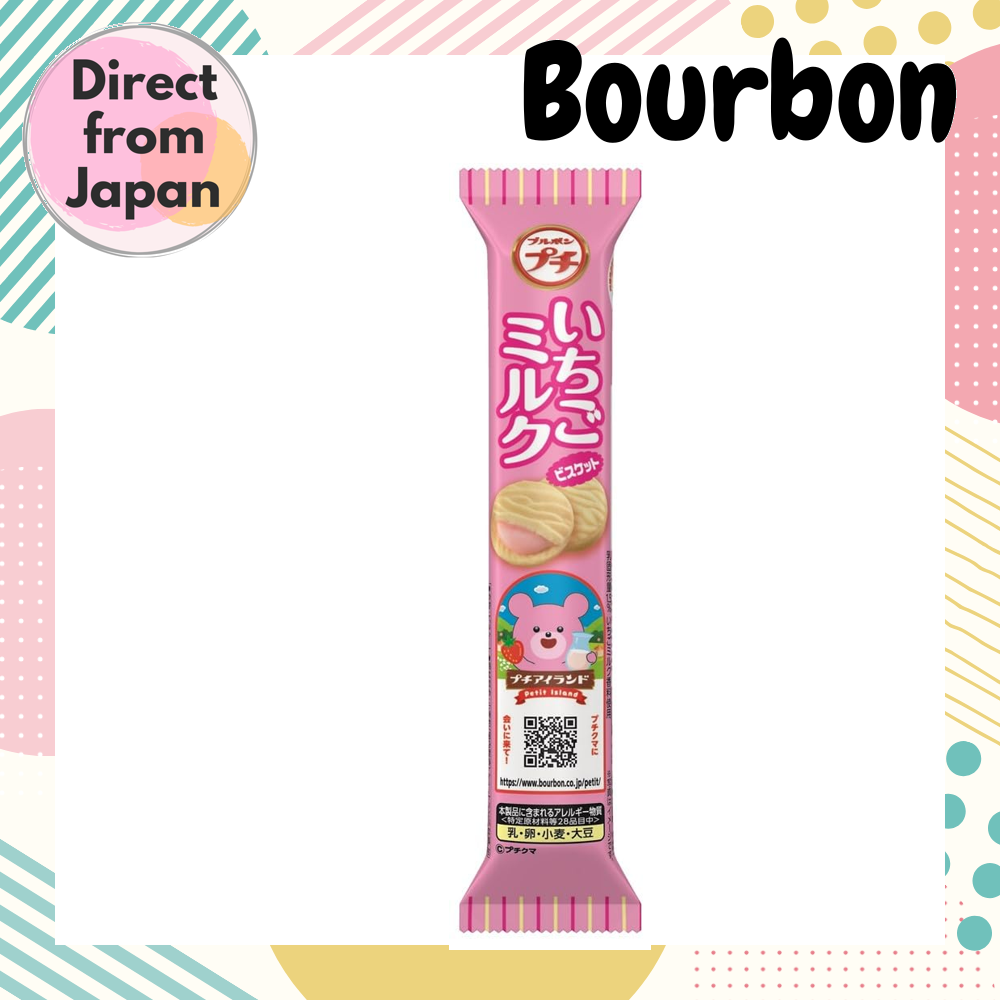 Direct
from
Japan
Bourbon
ブルボン
プチ
いちご
ミルク
ビスケット
プチアイランド
Petit Island
プチクマに
会いに来て!
https://www.bourbon.co.jp/petit/
本製品に含まれるアレルギー物質
<特定原材料等28品目中>
乳・卵・小麦・大豆
©プチクマ